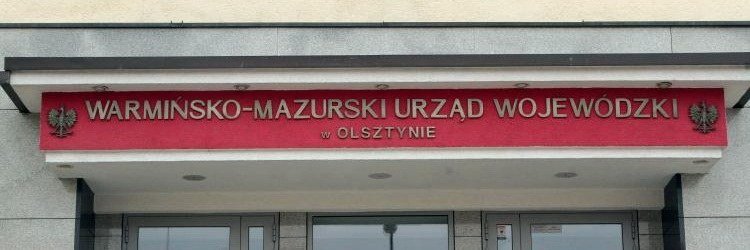 WARMIŃSKO-MAZURSKI URZĄD WOJEWÓDZKI
w OLSZTYNIE